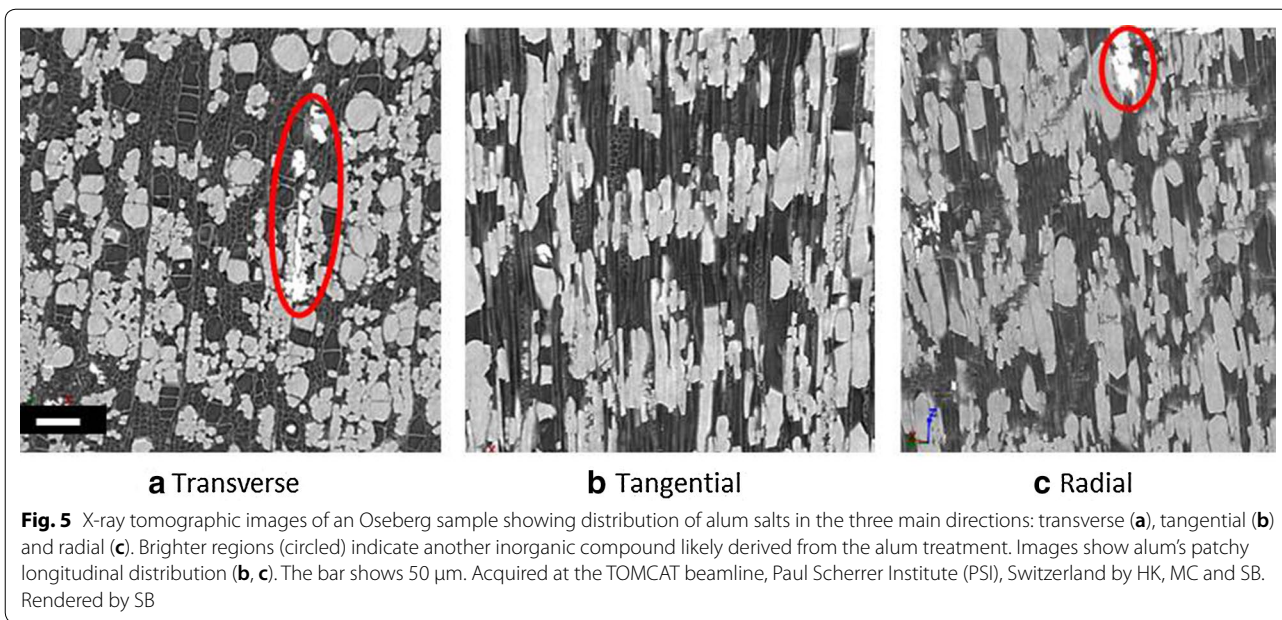 a Transverse
b Tangential
c Radial
Fig. 5 X-ray tomographic images of an Oseberg sample showing distribution of alum salts in the three main directions: transverse (a), tangential (b)
and radial (c). Brighter regions (circled) indicate another inorganic compound likely derived from the alum treatment. Images show alum's patchy
longitudinal distribution (b, c). The bar shows 50 μm. Acquired at the TOMCAT beamline, Paul Scherrer Institute (PSI), Switzerland by HK, MC and SB.
Rendered by SB